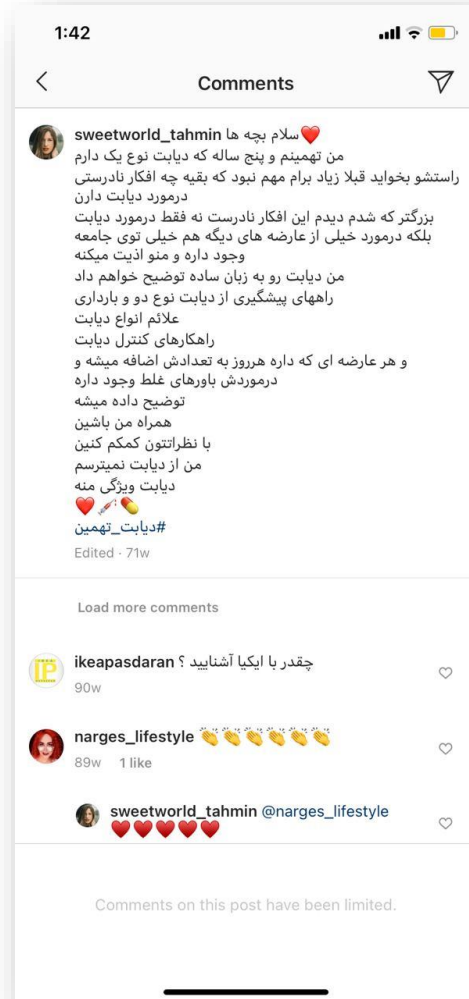 1:42
Comments
sweetworld_tahmin سلام بچه ها❤️
من تهمینم و پنج ساله که دیابت نوع یک دارم
راستشو بخواید قبلا زیاد برام مهم نبود که بقیه چه افکار نادرستی
درمورد دیابت دارن
بزرگتر که شدم دیدم این افکار نادرست نه فقط درمورد دیابت
بلکه درمورد خیلی از عارضه های دیگه هم خیلی توی جامعه
وجود داره و منو اذیت میکنه
من دیابت رو به زبان ساده توضیح خواهم داد
راههای پیشگیری از دیابت نوع دو و بارداری
علائم انواع دیابت
راهکارهای کنترل دیابت
و هر عارضه ای که داره هرروز به تعدادش اضافه میشه و
درموردش باورهای غلط وجود داره
توضیح داده میشه
همراه من باشین
با نظراتتون کمکم کنین
من از دیابت نمیترسم
دیابت ویژگی منه
❤️💉💊
#دیابت_تهمین
Edited · 71w
Load more comments
ikeapasdaran چقدر با ایکیا آشنایید ؟
90w
narges_lifestyle 👏👏👏👏👏👏
89w 1 like
sweetworld_tahmin @narges_lifestyle
♥️♥️♥️♥️♥️
Comments on this post have been limited.